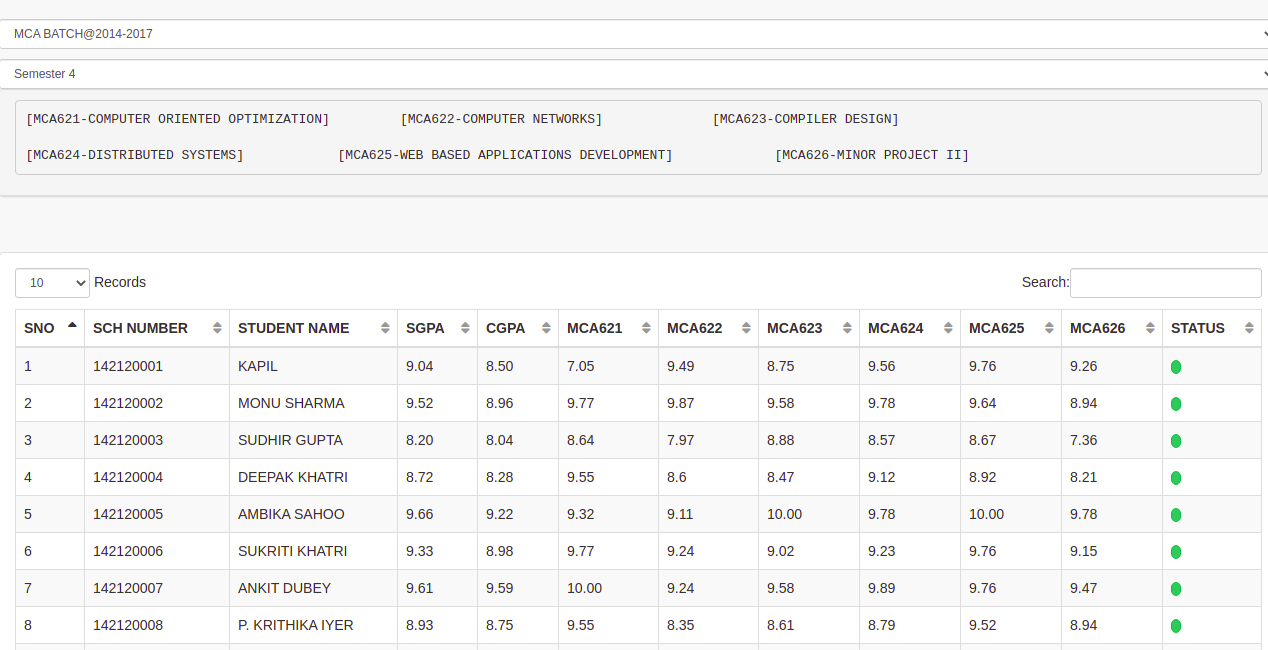 MCA BATCH@2014-2017
Semester 4
[MCA621-COMPUTER ORIENTED OPTIMIZATION] [MCA622-COMPUTER NETWORKS] [MCA623-COMPILER DESIGN]
[MCA624-DISTRIBUTED SYSTEMS] [MCA625-WEB BASED APPLICATIONS DEVELOPMENT] [MCA626-MINOR PROJECT II]
10 Records Search:
SNO SCH NUMBER STUDENT NAME SGPA CGPA MCA621 MCA622 MCA623 MCA624 MCA625 MCA626 STATUS
1 142120001 KAPIL 9.04 8.50 7.05 9.49 8.75 9.56 9.76 9.26
2 142120002 MONU SHARMA 9.52 8.96 9.77 9.87 9.58 9.78 9.64 8.94
3 142120003 SUDHIR GUPTA 8.20 8.04 8.64 7.97 8.88 8.57 8.67 7.36
4 142120004 DEEPAK KHATRI 8.72 8.28 9.55 8.6 8.47 9.12 8.92 8.21
5 142120005 AMBIKA SAHOO 9.66 9.22 9.32 9.11 10.00 9.78 10.00 9.78
6 142120006 SUKRITI KHATRI 9.33 8.98 9.77 9.24 9.02 9.23 9.76 9.15
7 142120007 ANKIT DUBEY 9.61 9.59 10.00 9.24 9.58 9.89 9.76 9.47
8 142120008 P. KRITHIKA IYER 8.93 8.75 9.55 8.35 8.61 8.79 9.52 8.94